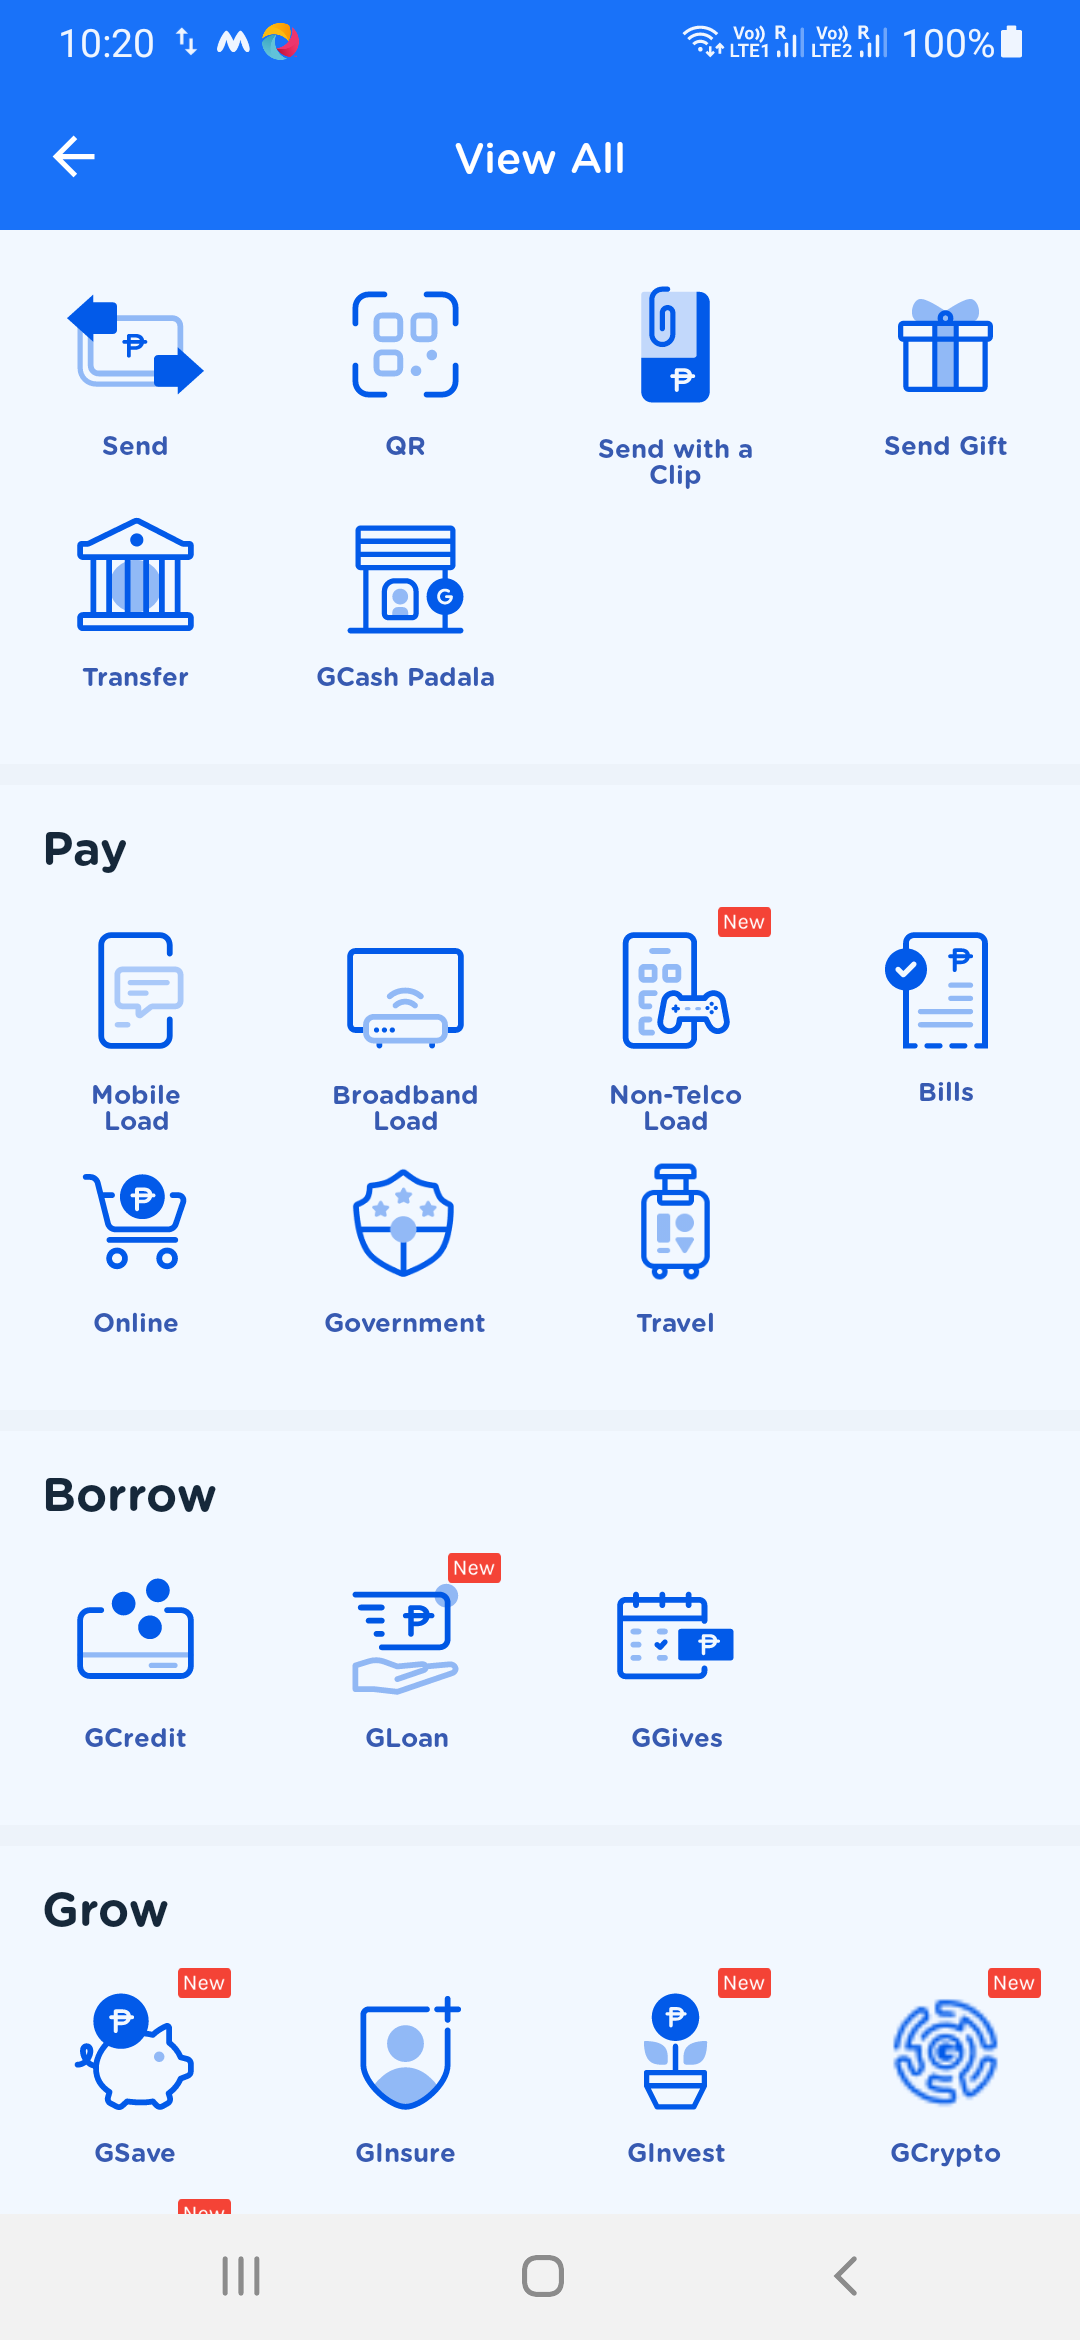 10:20 Vo)) LTE1 R Vo)) LTE2 R 100%
View All
Send QR Send with a Send Gift
Clip
G
Transfer GCash Padala
Pay
New
Mobile Broadband Non-Telco Bills
Load Load Load
Online Government Travel
Borrow
New
GCredit GLoan GGives
Grow
New New New
G
GSave GInsure GInvest GCrypto
New